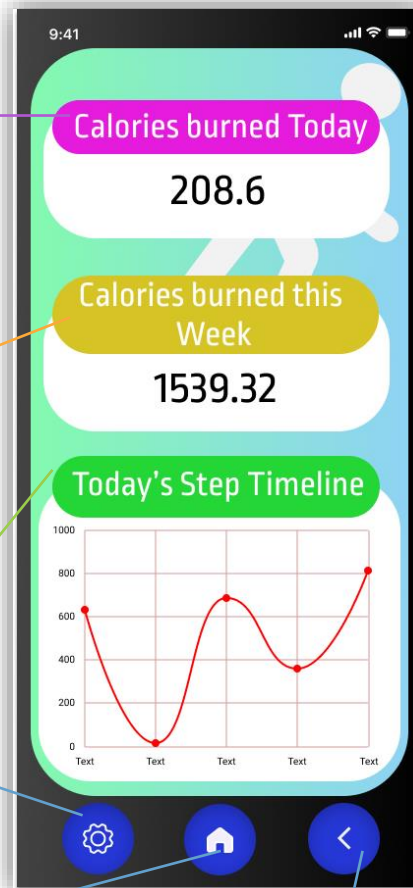 9:41
Calories burned Today
208.6
Calories burned this
Week
1539.32
Today's Step Timeline
1000
800
600
400
200
0
Text Text Text Text Text